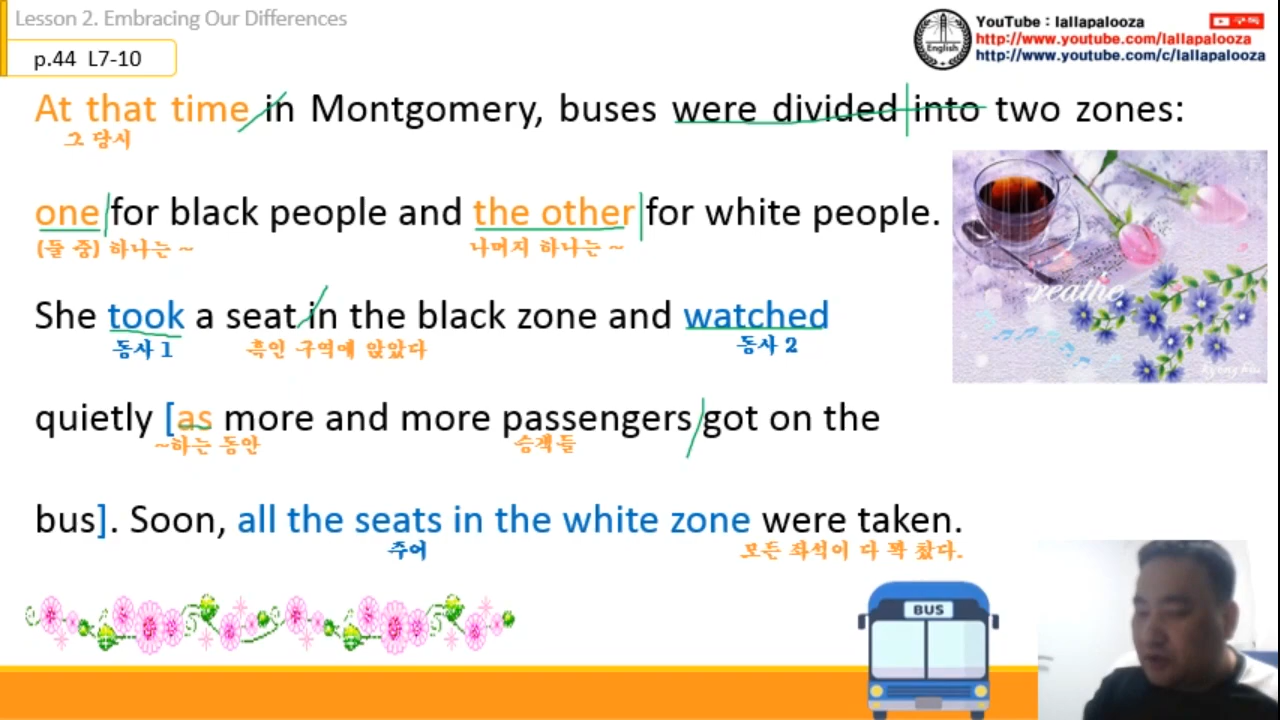 Lesson 2. Embracing Our Differences
YouTube : lallapalooza
구독
http://www.youtube.com/lallapalooza
http://www.youtube.com/c/lallapalooza
English
p.44 L7-10
At that time in Montgomery, buses were divided into two zones:
그 당시
one for black people and the other for white people.
(둘 중) 하나는 ~ 나머지 하나는 ~
She took a seat in the black zone and watched
동사 1 흑인 구역에 앉았다 동사 2
quietly [as more and more passengers got on the
~하는 동안 승객들
bus]. Soon, all the seats in the white zone were taken.
주어 모든 좌석이 다 꽉 찼다.
BUS